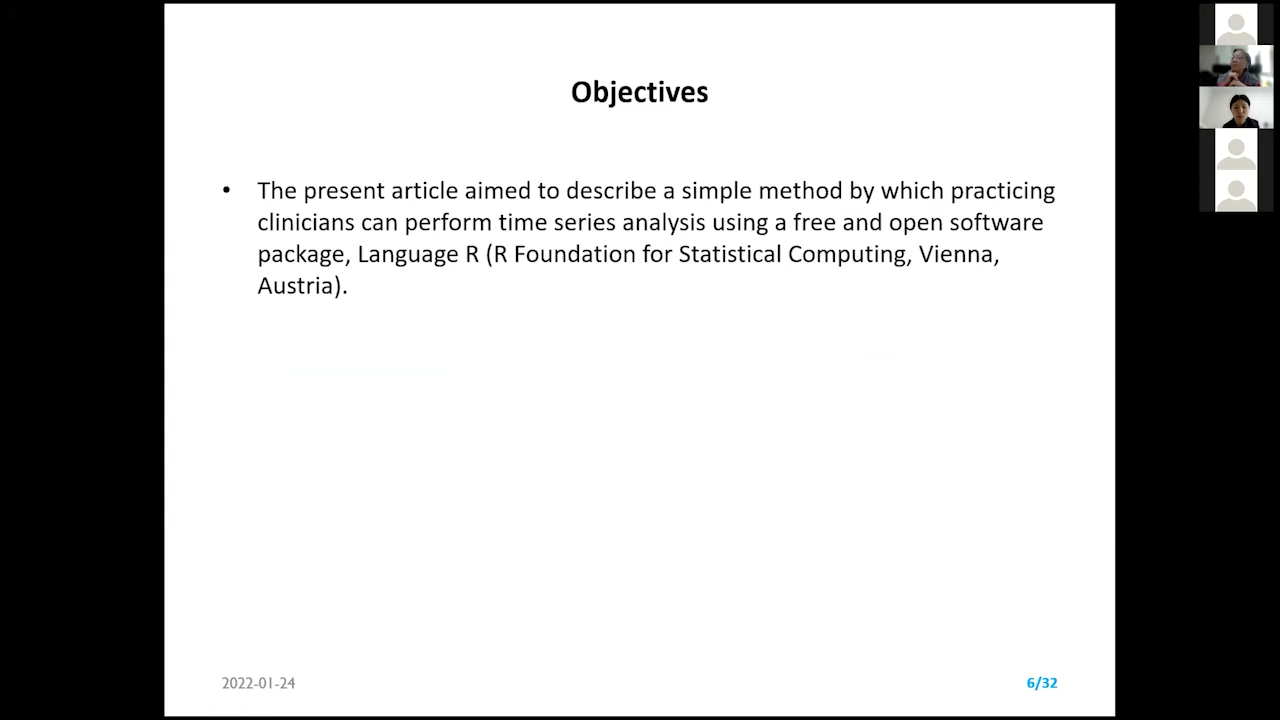 Objectives
• The present article aimed to describe a simple method by which practicing
clinicians can perform time series analysis using a free and open software
package, Language R (R Foundation for Statistical Computing, Vienna,
Austria).
2022-01-24
6/32